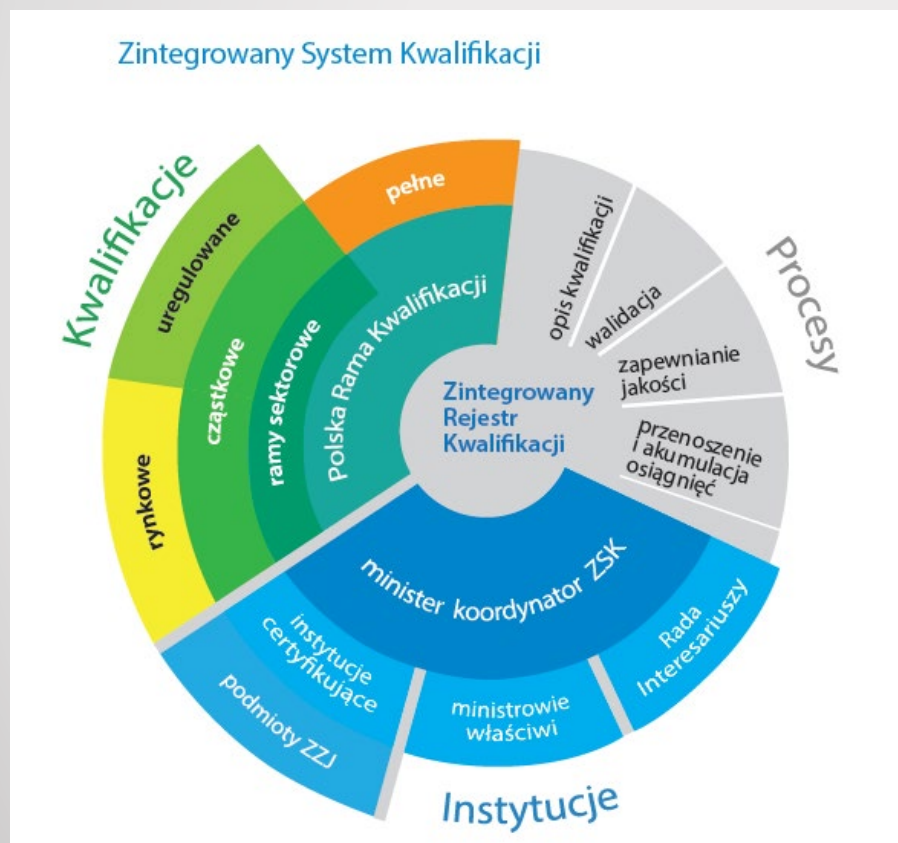 Zintegrowany System Kwalifikacji
Kwalifikacje
uregulowane
rynkowe
cząstkowe
pełne
ramy sektorowe
Polska Rama Kwalifikacji
Zintegrowany
Rejestr
Kwalifikacji
Procesy
opis kwalifikacji
walidacja
zapewnianie
jakości
przenoszenie
i akumulacja
osiągnięć
minister koordynator ZSK
instytucje
certyfikujące
podmioty ZZJ
ministrowie
właściwi
Rada
Interesariuszy
Instytucje